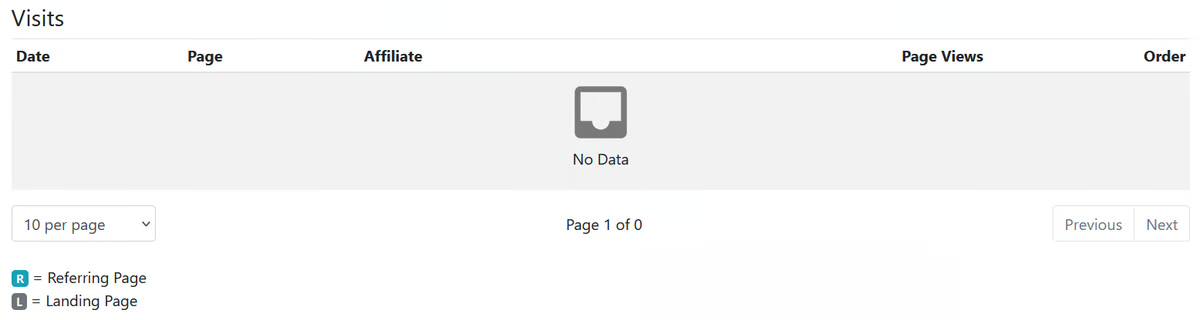 Visits
Date Page Affiliate Page Views Order
No Data
10 per page Page 1 of 0 Previous Next
R = Referring Page
L = Landing Page